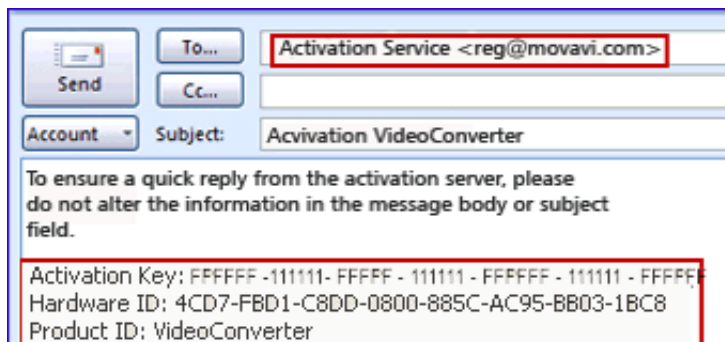 To... Activation Service <reg@movavi.com>
Send
Cc...
Account Subject: Acvivation VideoConverter
To ensure a quick reply from the activation server, please
do not alter the information in the message body or subject
field.
Activation Key: FFFFFF -111111- FFFFF - 111111 - FFFFFF - 111111 - FFFFFF
Hardware ID: 4CD7-FBD1-C8DD-0800-885C-AC95-BB03-1BC8
Product ID: VideoConverter